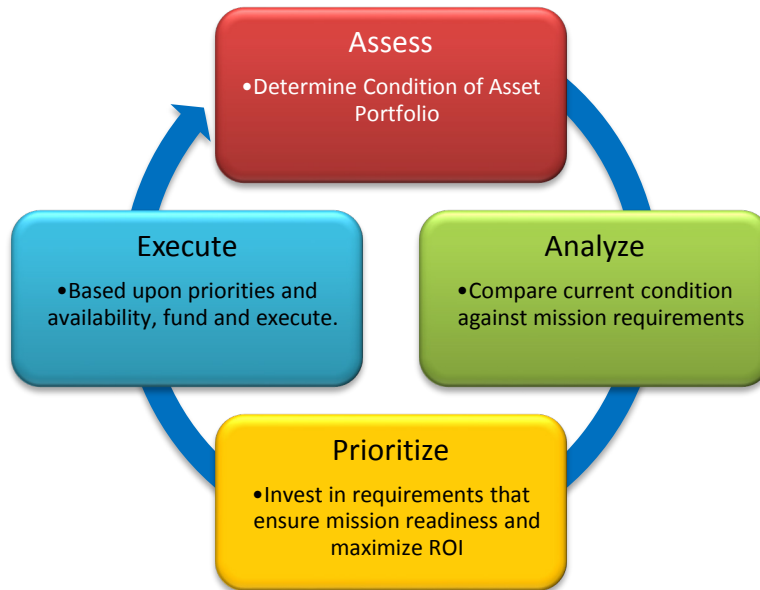 Assess
•Determine Condition of Asset
Portfolio
Analyze
•Compare current condition
against mission requirements
Prioritize
•Invest in requirements that
ensure mission readiness and
maximize ROI
Execute
•Based upon priorities and
availability, fund and execute.